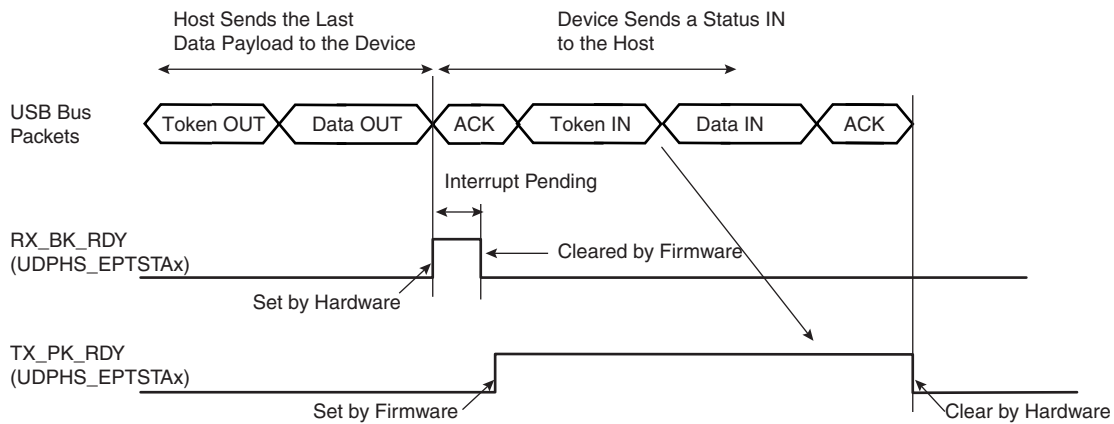 Host Sends the Last
Data Payload to the Device
Device Sends a Status IN
to the Host
USB Bus
Packets
Token OUT
Data OUT
ACK
Token IN
Data IN
ACK
Interrupt Pending
RX_BK_RDY
(UDPHS_EPTSTAx)
Cleared by Firmware
Set by Hardware
TX_PK_RDY
(UDPHS_EPTSTAx)
Set by Firmware
Clear by Hardware